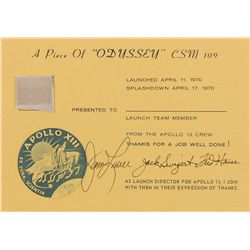 A Piece Of "ODYSSEY" CSM 109
LAUNCHED APRIL 11, 1970
SPLASHDOWN APRIL 17, 1970
PRESENTED TO
LAUNCH TEAM MEMBER
FROM THE APOLLO 13 CREW
THANKS FOR A JOB WELL DONE!
APOLLO XIII
EX LUNA, SCIENTIA
Jack Swigert Fred Haise
AS LAUNCH DIRECTOR FOR APOLLO 13, I JOIN
WITH THEM IN THEIR EXPRESSION OF THANKS.